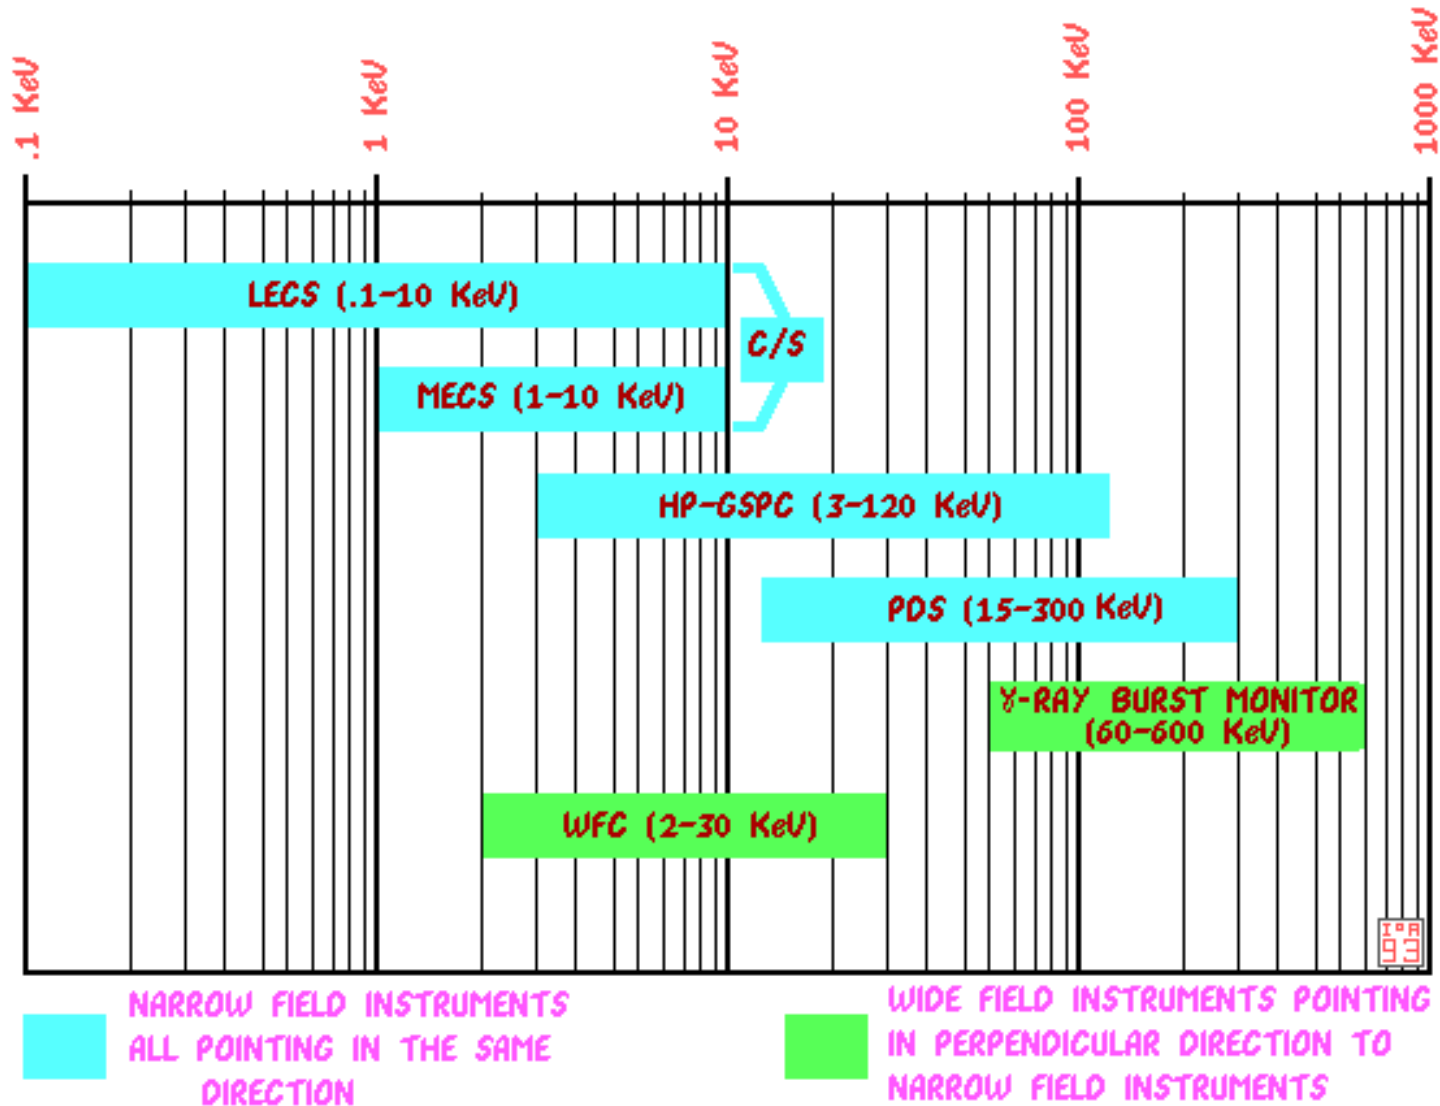 .1 KeV
1 KeV
10 KeV
100 KeV
1000 KeV
LECS (.1-10 KeV)
C/S
MECS (1-10 KeV)
HP-GSPC (3-120 KeV)
PDS (15-300 KeV)
γ-RAY BURST MONITOR
(60-600 KeV)
WFC (2-30 KeV)
I°A
93
NARROW FIELD INSTRUMENTS
ALL POINTING IN THE SAME
DIRECTION
WIDE FIELD INSTRUMENTS POINTING
IN PERPENDICULAR DIRECTION TO
NARROW FIELD INSTRUMENTS